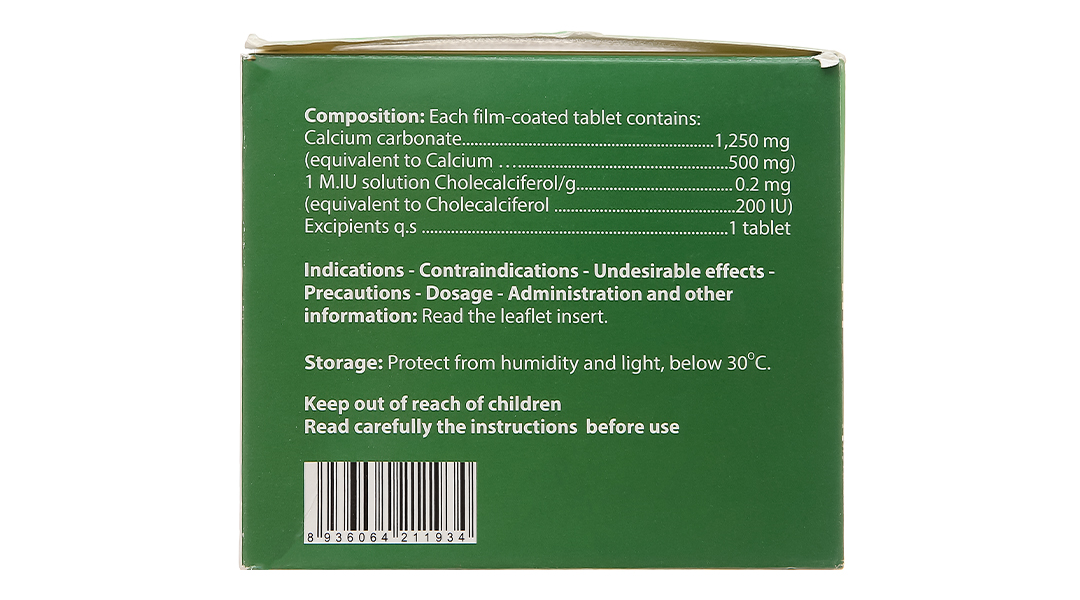 Composition: Each film-coated tablet contains:
Calcium carbonate..............................................................1,250 mg
(equivalent to Calcium .......................................................500 mg)
1 M.IU solution Cholecalciferol/g......................................0.2 mg
(equivalent to Cholecalciferol ............................................200 IU)
Excipients q.s ..........................................................................1 tablet
Indications - Contraindications - Undesirable effects -
Precautions - Dosage - Administration and other
information: Read the leaflet insert.
Storage: Protect from humidity and light, below 30°C.
Keep out of reach of children
Read carefully the instructions before use
8 936064 211934